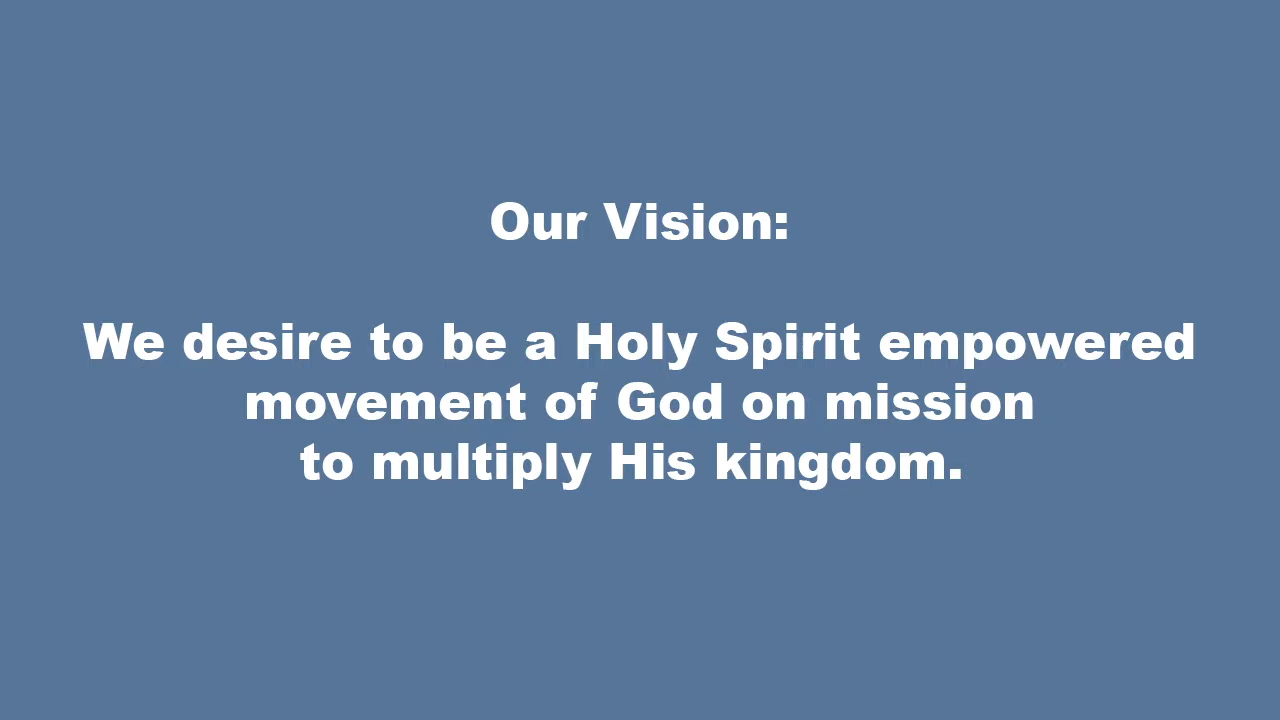 Our Vision:
We desire to be a Holy Spirit empowered
movement of God on mission
to multiply His kingdom.